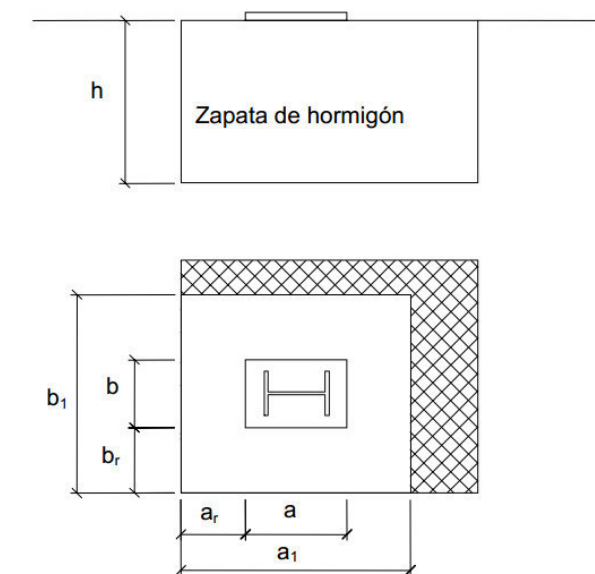 h
Zapata de hormigón
b₁
b
bᵣ
aᵣ
a
a₁